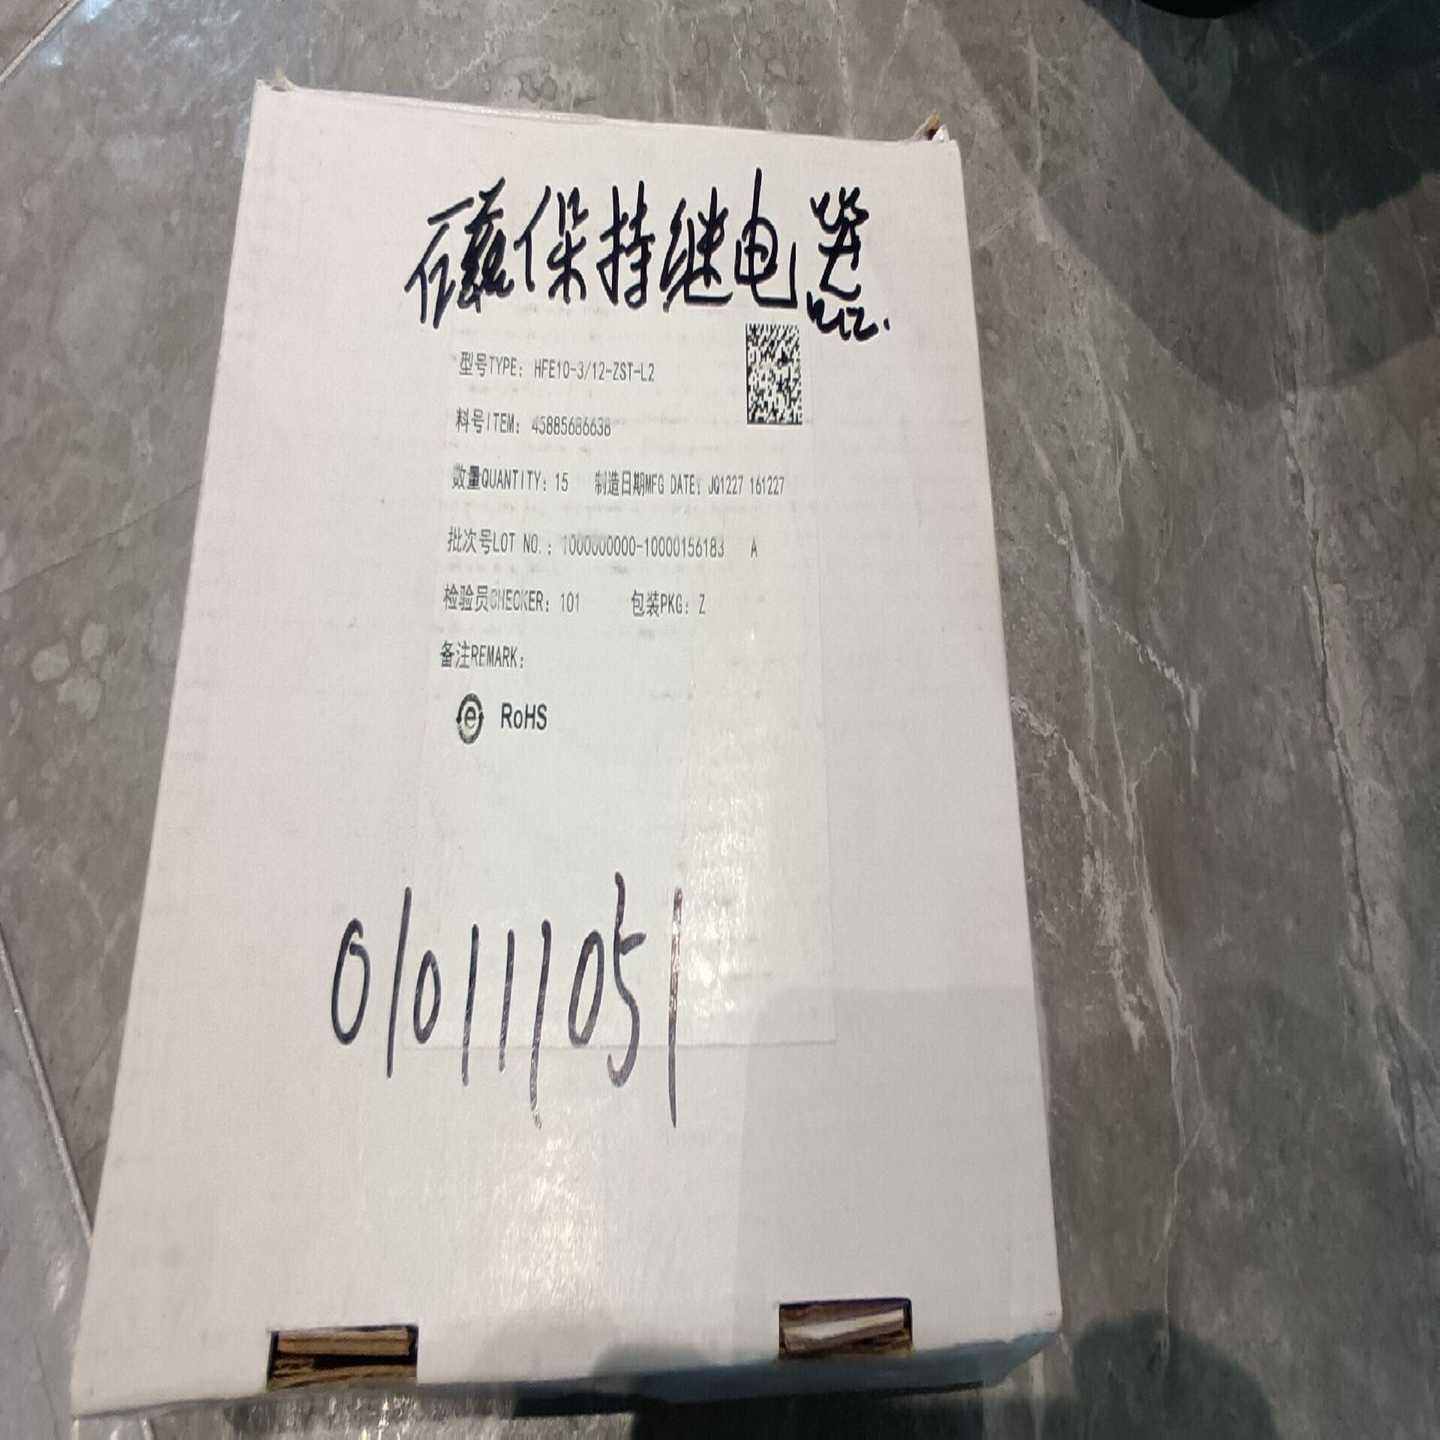 磁保持继电器
型号TYPE: HFE10-3/12-ZST-L2
料号ITEM: 45885686638
数量QUANTITY: 15 制造日期MFG DATE: JQ1227 161227
批次号LOT NO.: 1000000000-10000156183 A
检验员CHECKER: 101 包装PKG: Z
备注REMARK:
e RoHS
010111051